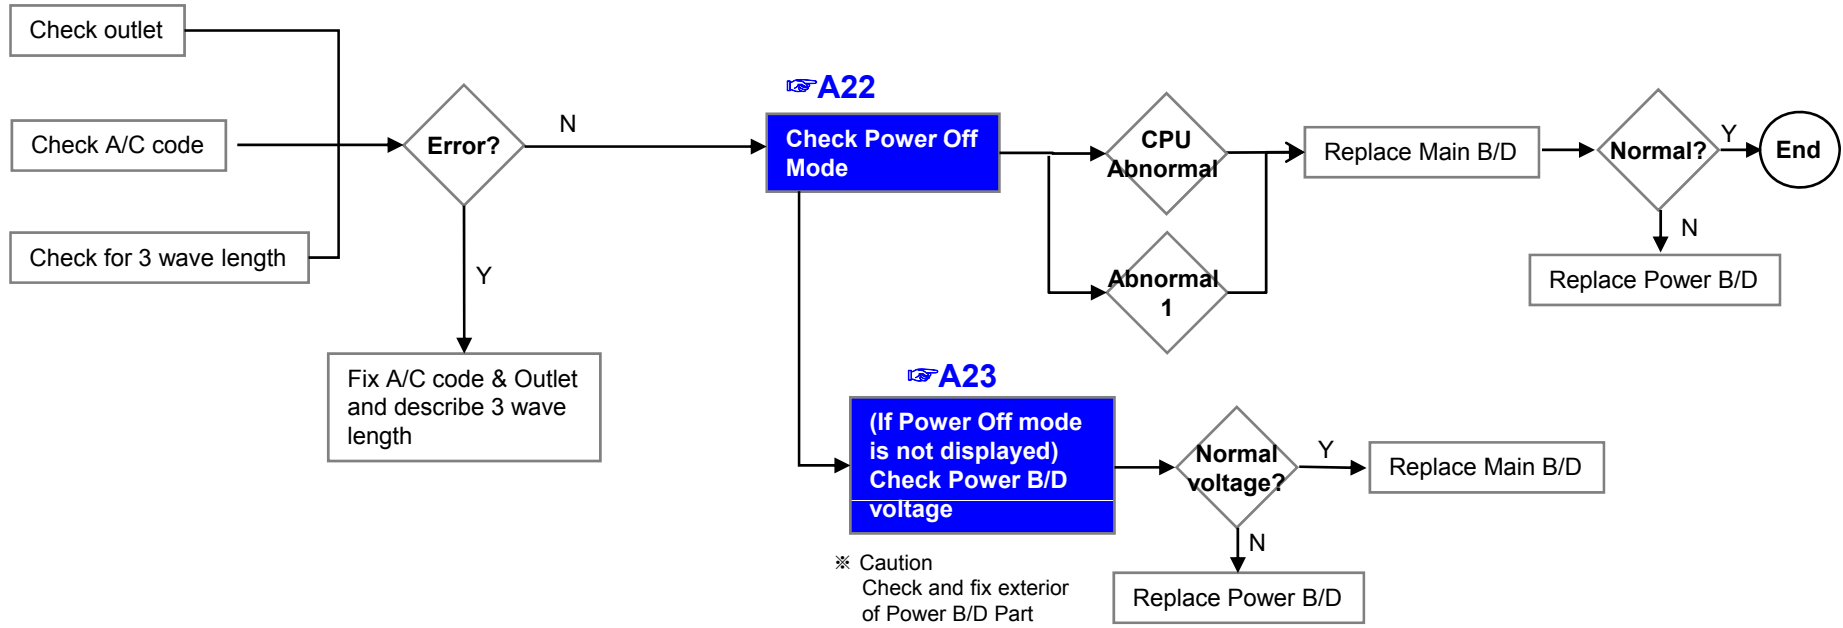 Check outlet
Check A/C code
Check for 3 wave length
Error?
N
Y
Fix A/C code & Outlet
and describe 3 wave
length
☞A22
Check Power Off
Mode
CPU
Abnormal
Abnormal
1
Replace Main B/D
Normal?
Y
End
N
Replace Power B/D
☞A23
(If Power Off mode
is not displayed)
Check Power B/D
voltage
※ Caution
Check and fix exterior
of Power B/D Part
Normal
voltage?
Y
Replace Main B/D
N
Replace Power B/D